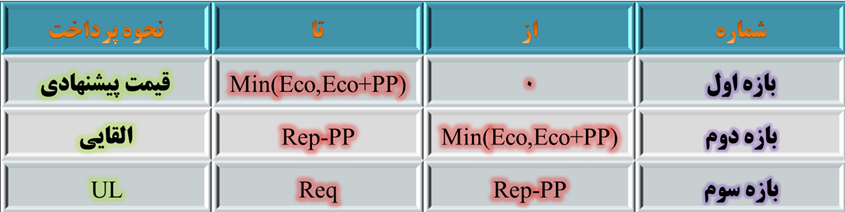 شماره از تا نحوه پرداخت
بازه اول ۰ Min(Eco,Eco+PP) قیمت پیشنهادی
بازه دوم Min(Eco,Eco+PP) Rep-PP القایی
بازه سوم Rep-PP Req UL